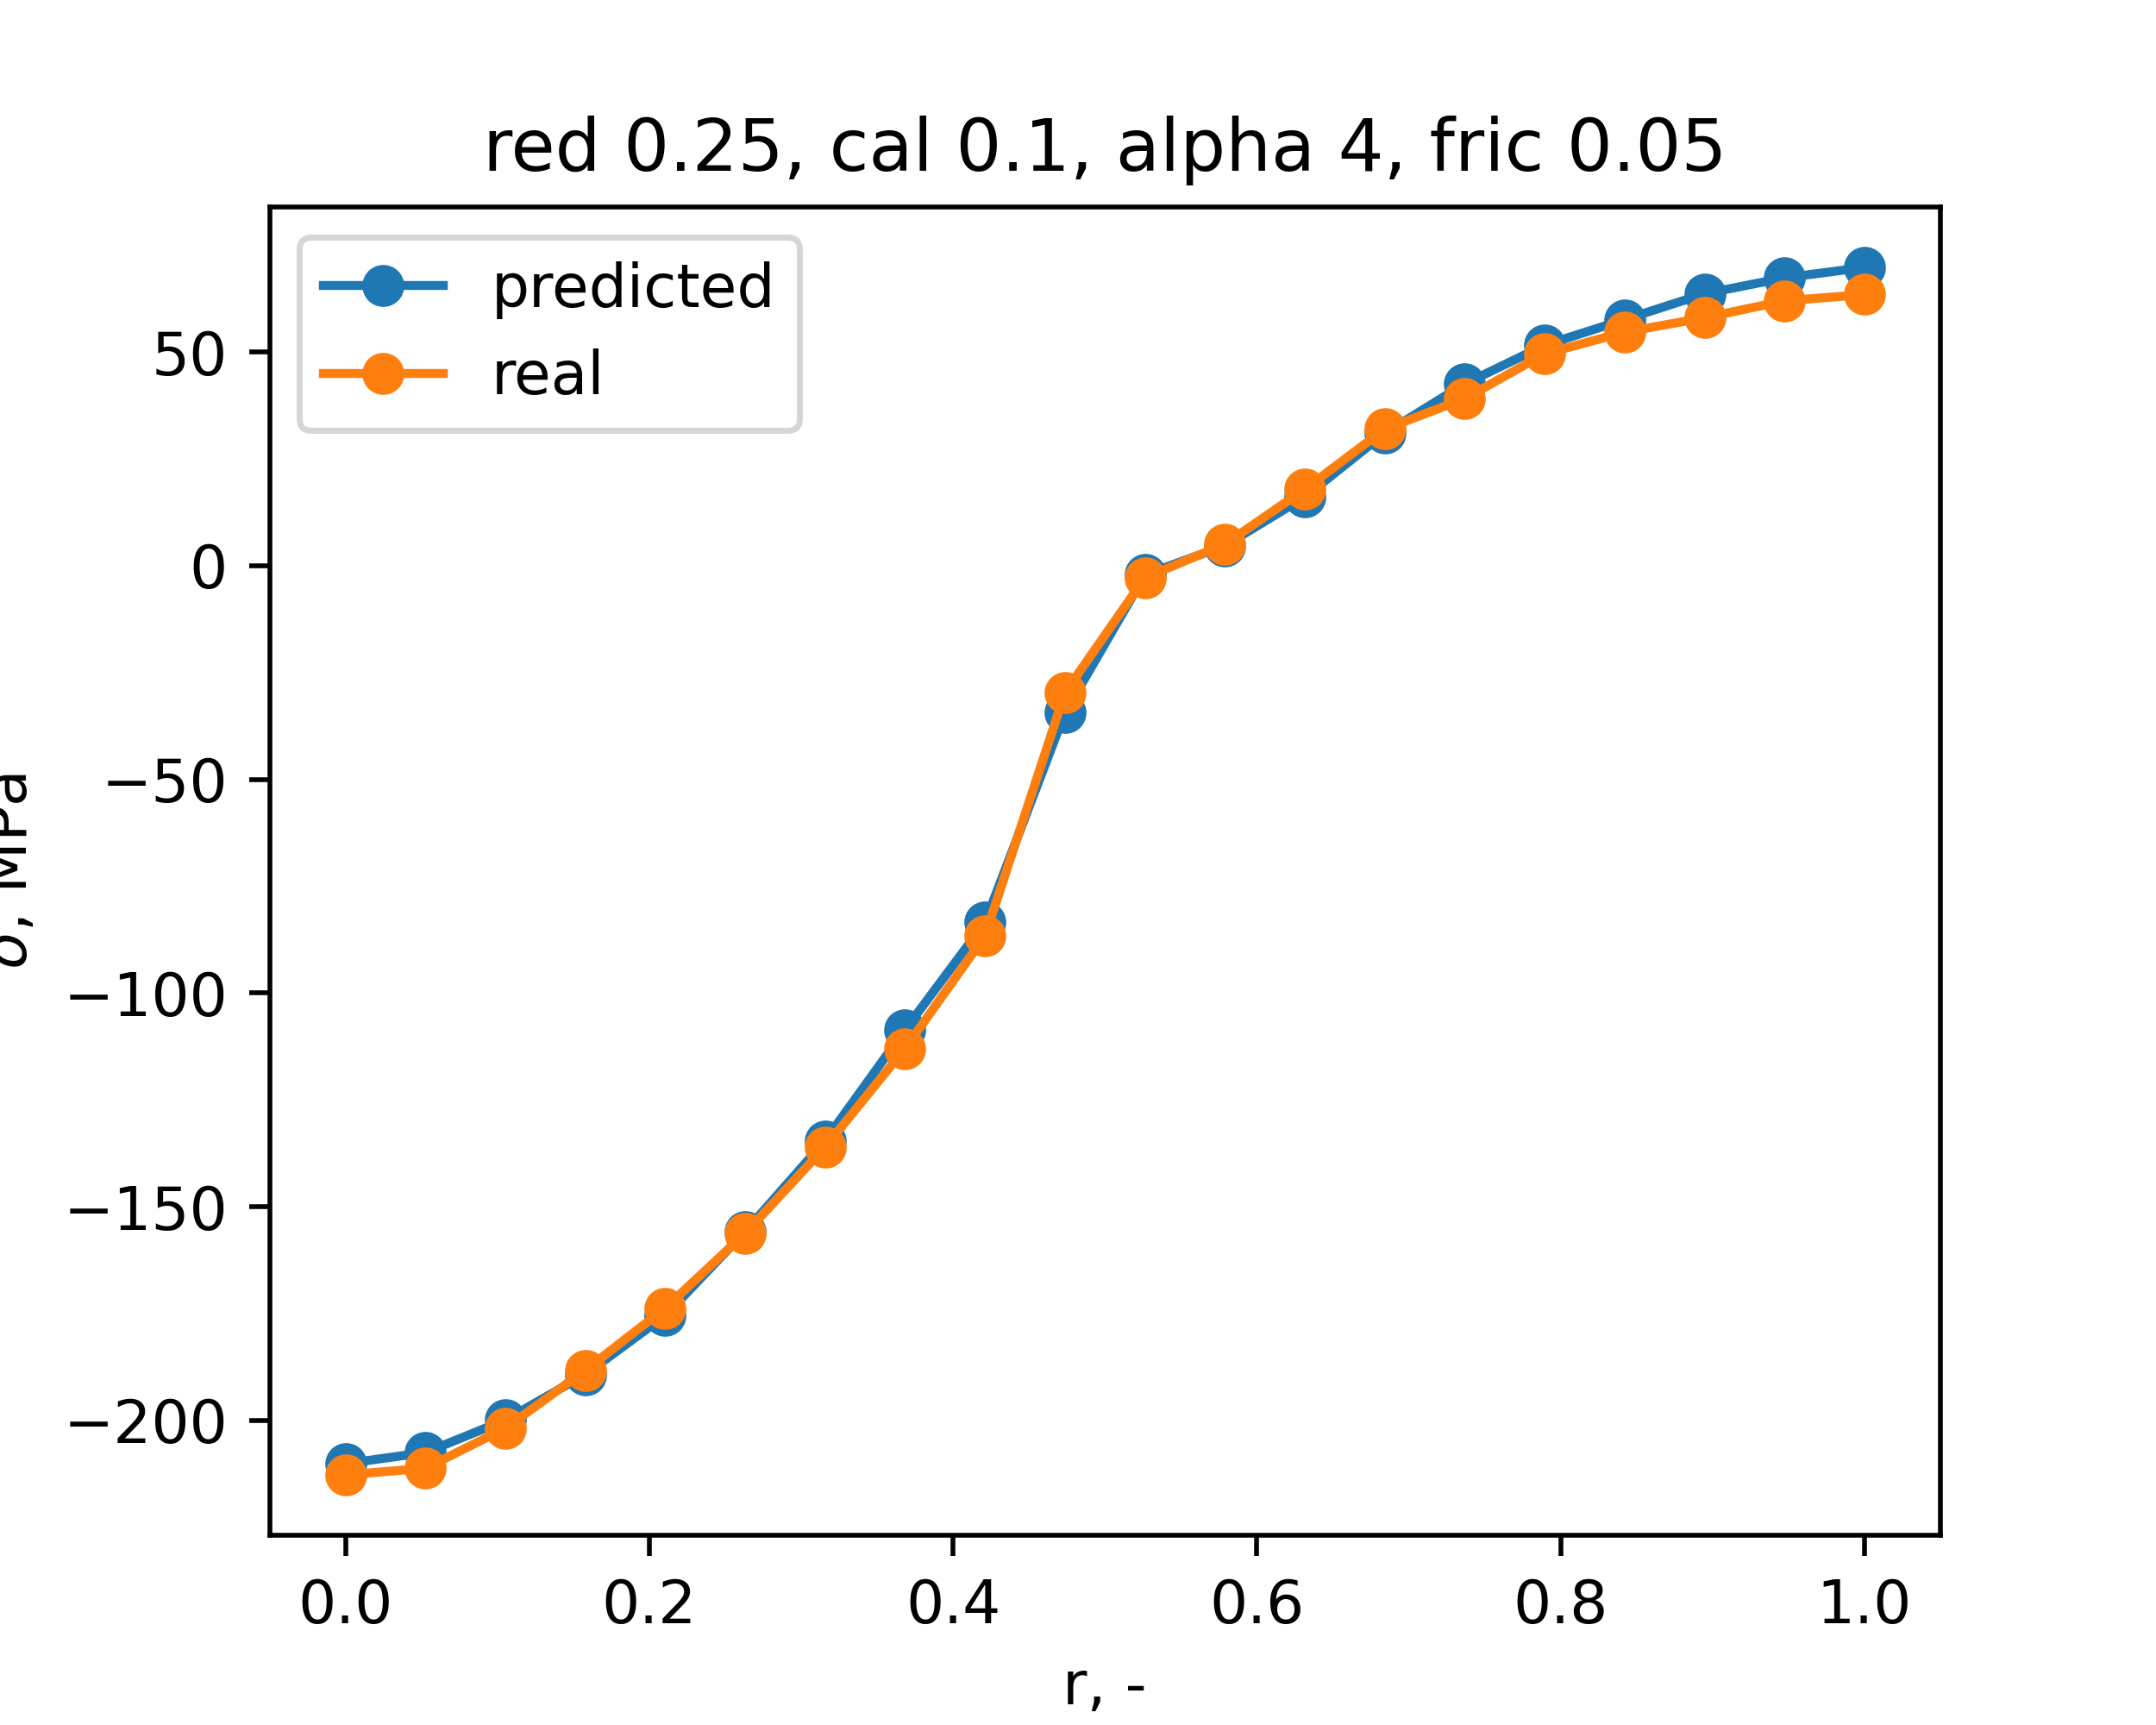 red 0.25, cal 0.1, alpha 4, fric 0.05
predicted
real
50
0
−50
−100
−150
−200
σ, MPa
0.0 0.2 0.4 0.6 0.8 1.0
r, -